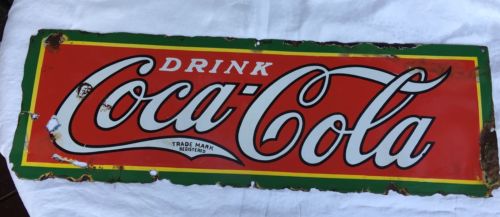 DRINK
Coca-Cola
TRADE MARK
REGISTERED